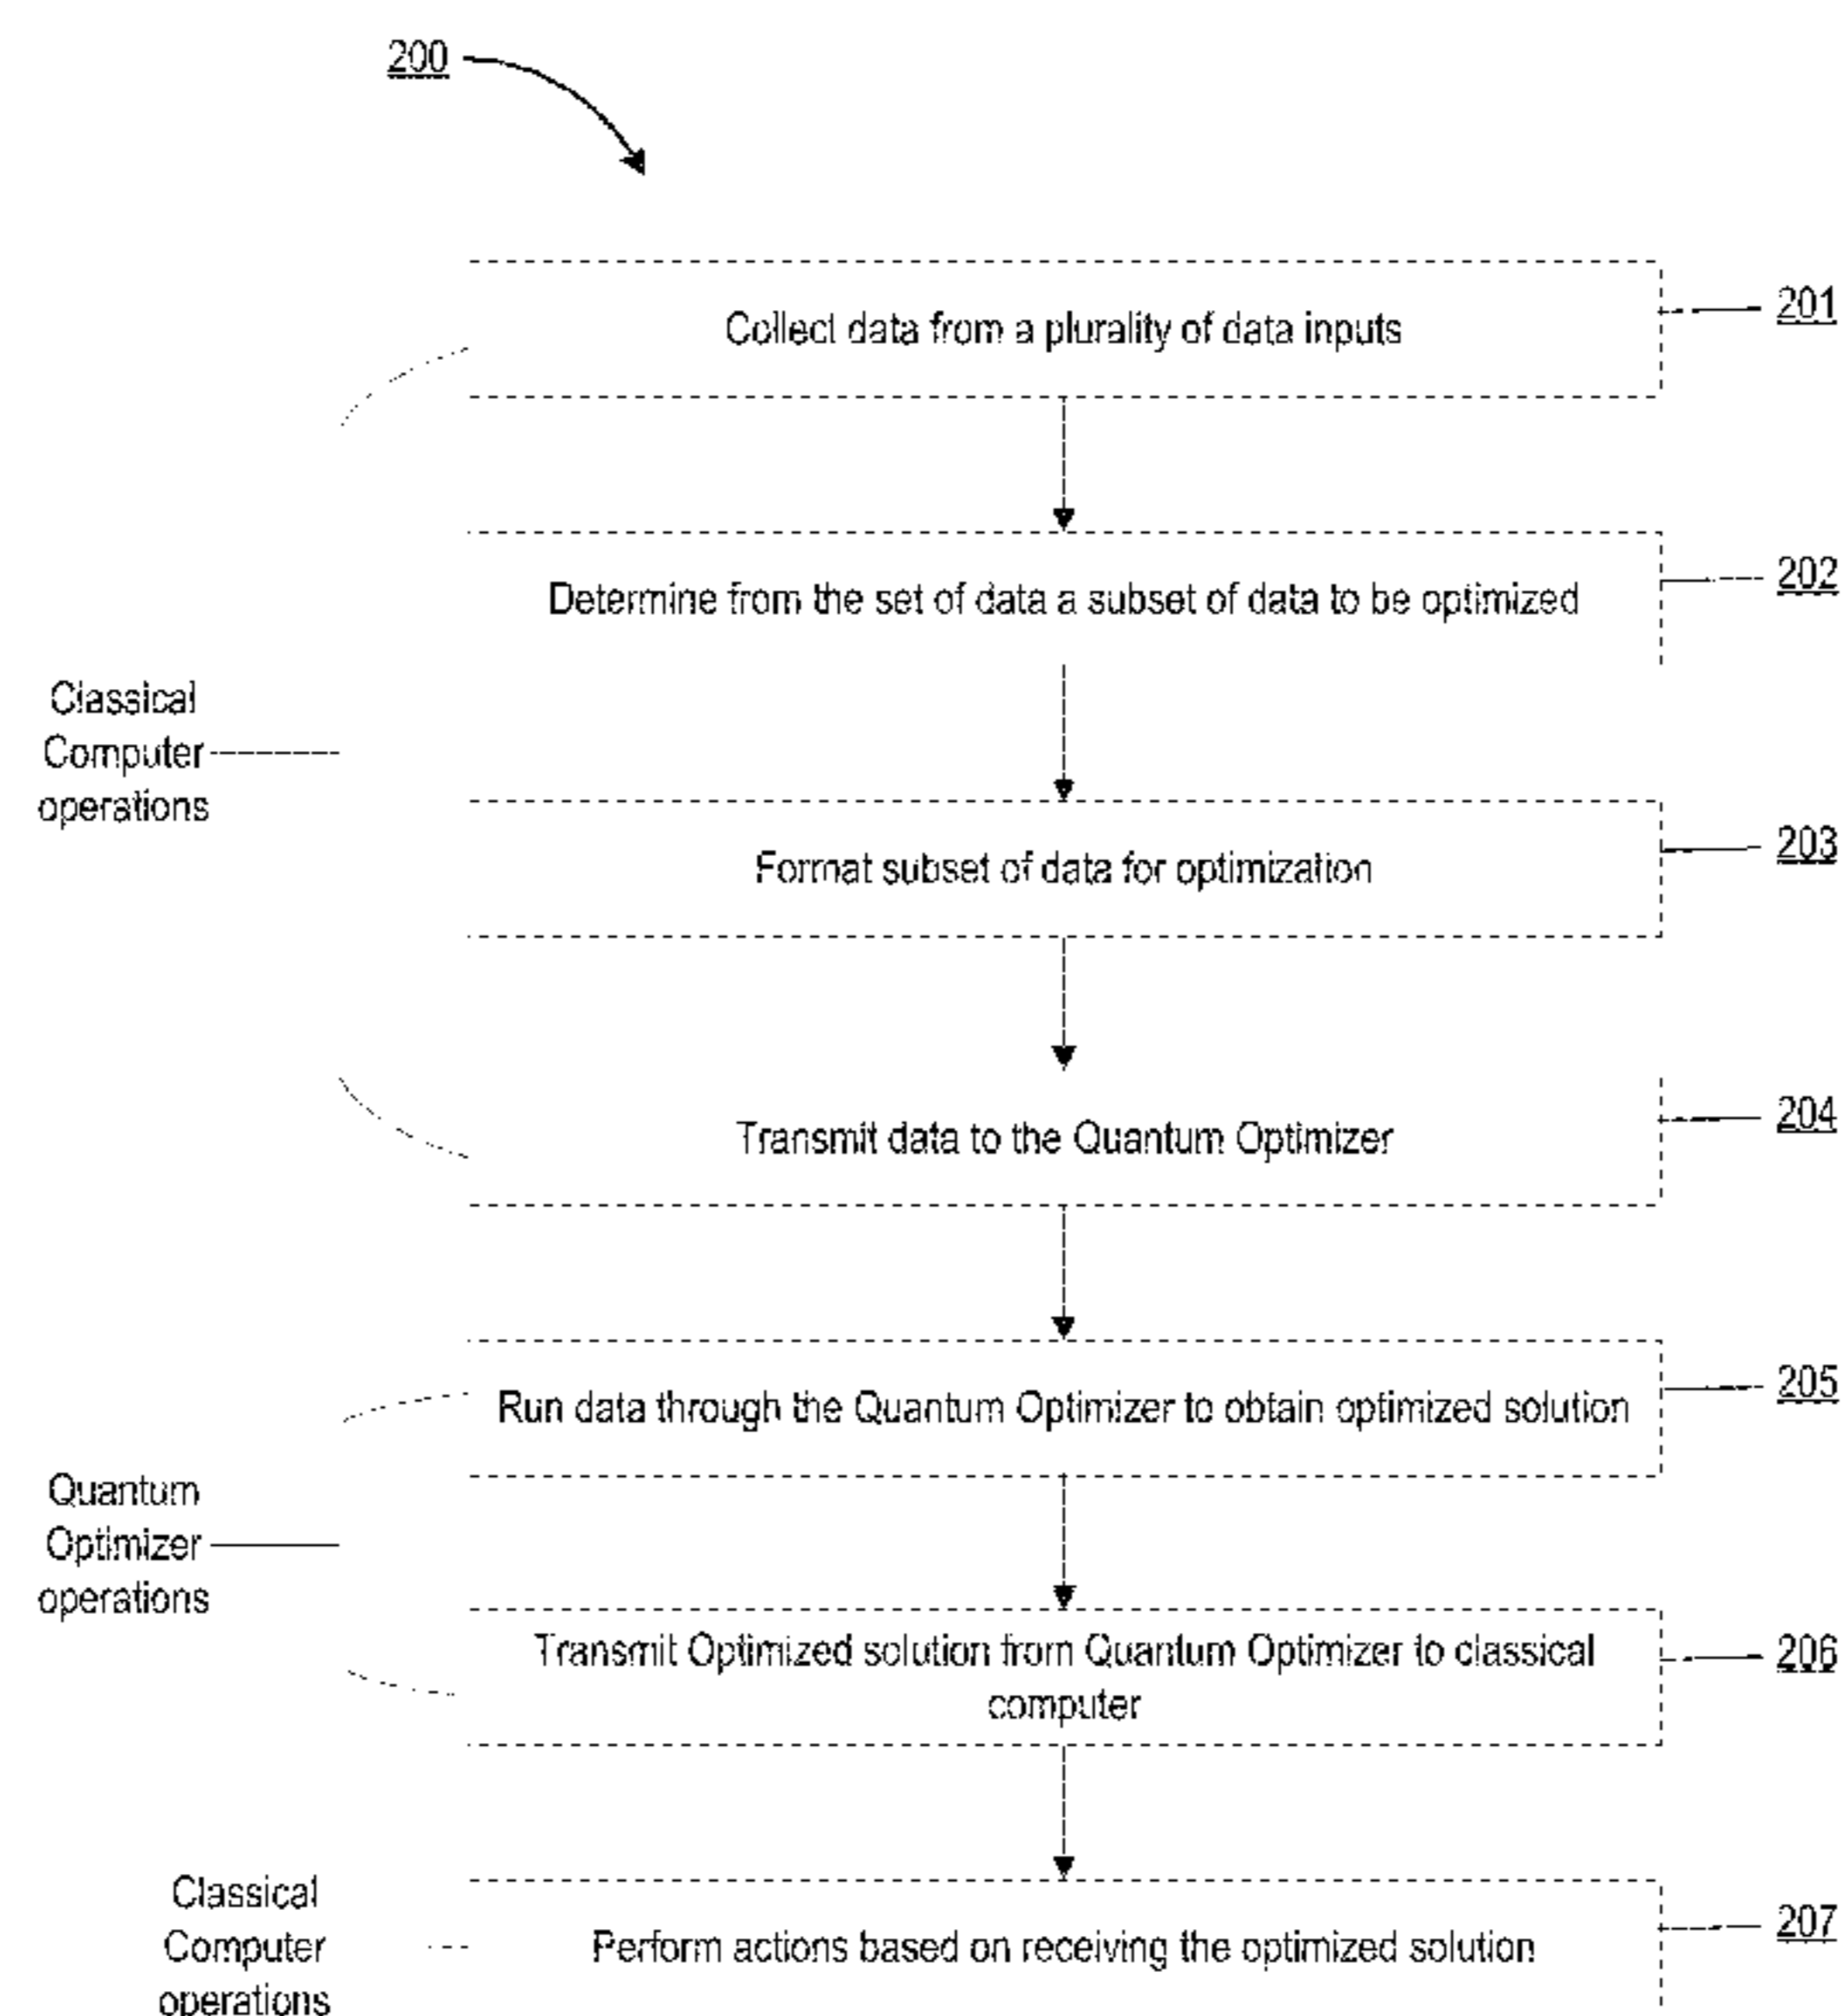 200
Collect data from a plurality of data inputs
201
Determine from the set of data a subset of data to be optimized
202
Classical
Computer
operations
Format subset of data for optimization
203
Transmit data to the Quantum Optimizer
204
Run data through the Quantum Optimizer to obtain optimized solution
205
Quantum
Optimizer
operations
Transmit Optimized solution from Quantum Optimizer to classical
computer
206
Classical
Computer
operations
Perform actions based on receiving the optimized solution
207